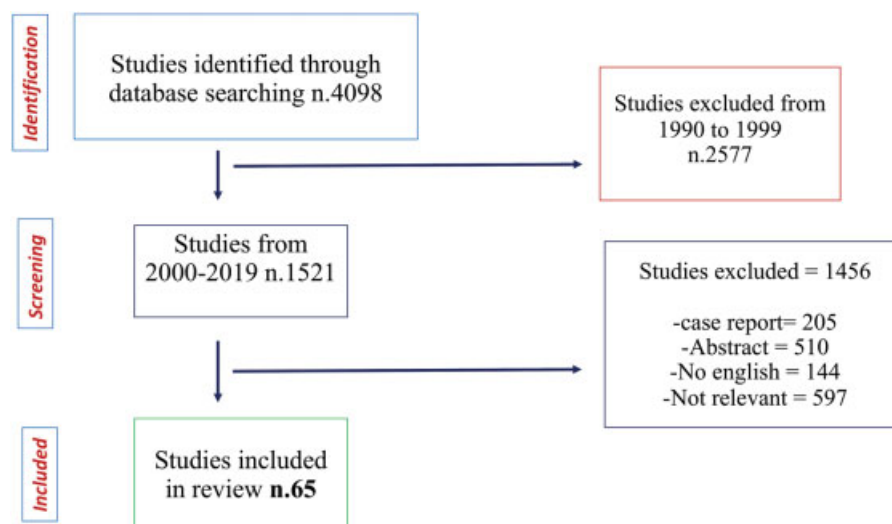 Identification
Studies identified through
database searching n.4098
Studies excluded from
1990 to 1999
n.2577
Screening
Studies from
2000-2019 n.1521
Studies excluded = 1456
-case report= 205
-Abstract = 510
-No english = 144
-Not relevant = 597
Included
Studies included
in review n.65